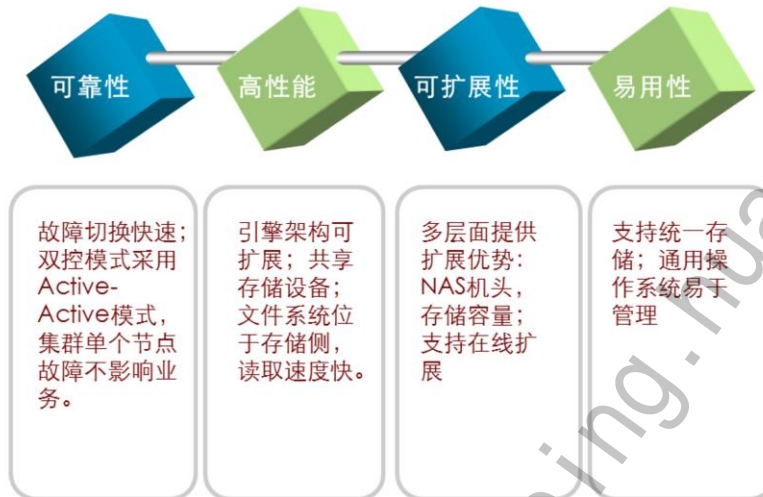 可靠性
高性能
可扩展性
易用性
故障切换快速；
双控模式采用
Active-
Active模式，
集群单个节点
故障不影响业
务。
引擎架构可
扩展；共享
存储设备；
文件系统位
于存储侧，
读取速度快。
多层面提供
扩展优势：
NAS机头，
存储容量；
支持在线扩
展
支持统一存
储；通用操
作系统易于
管理
ing.hua